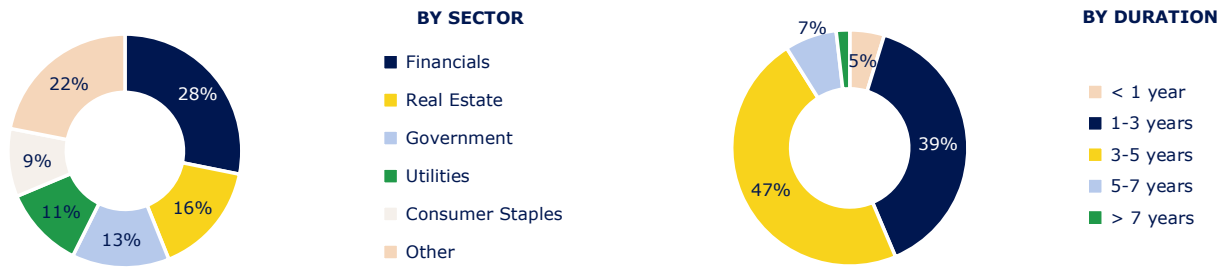 BY SECTOR
28%
16%
13%
11%
9%
22%
Financials
Real Estate
Government
Utilities
Consumer Staples
Other
BY DURATION
5%
39%
47%
7%
< 1 year
1-3 years
3-5 years
5-7 years
> 7 years